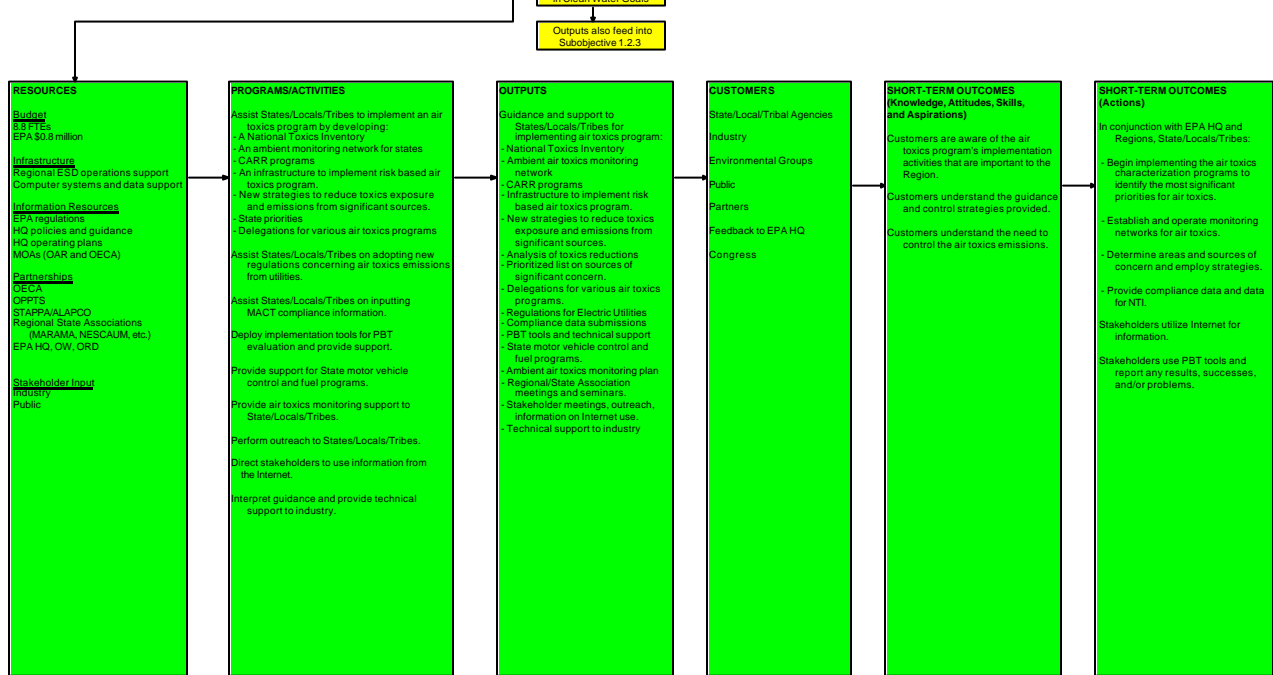 in Clean Water Goals
Outputs also feed into
Subobjective 1.2.3
RESOURCES
Budget
8.8 FTEs
EPA $0.8 million
Infrastructure
Regional ESD operations support
Computer systems and data support
Information Resources
EPA regulations
HQ policies and guidance
HQ operating plans
MOAs (OAR and OECA)
Partnerships
OECA
OPPTS
STAPPA/ALAPCO
Regional State Associations
(MARAMA, NESCAUM, etc.)
EPA HQ, OW, ORD
Stakeholder Input
Industry
Public
PROGRAMS/ACTIVITIES
Assist States/Locals/Tribes to implement an air
toxics program by developing:
- A National Toxics Inventory
- An ambient monitoring network for states
- CARR programs
- An infrastructure to implement risk based air
toxics program.
- New strategies to reduce toxics exposure
and emissions from significant sources.
- State priorities
- Delegations for various air toxics programs
Assist States/Locals/Tribes on adopting new
regulations concerning air toxics emissions
from utilities.
Assist States/Locals/Tribes on inputting
MACT compliance information.
Deploy implementation tools for PBT
evaluation and provide support.
Provide support for State motor vehicle
control and fuel programs.
Provide air toxics monitoring support to
State/Locals/Tribes.
Perform outreach to States/Locals/Tribes.
Direct stakeholders to use information from
the Internet.
Interpret guidance and provide technical
support to industry.
OUTPUTS
Guidance and support to
States/Locals/Tribes for
implementing air toxics program:
- National Toxics Inventory
- Ambient air toxics monitoring
network
- CARR programs
- Infrastructure to implement risk
based air toxics program.
- New strategies to reduce toxics
exposure and emissions from
significant sources.
- Analysis of toxics reductions
- Prioritized list on sources of
significant concern.
- Delegations for various air toxics
programs.
- Regulations for Electric Utilities
- Compliance data submissions
- PBT tools and technical support
- State motor vehicle control and
fuel programs.
- Ambient air toxics monitoring plan
- Regional/State Association
meetings and seminars.
- Stakeholder meetings, outreach,
information on Internet use.
- Technical support to industry
CUSTOMERS
State/Local/Tribal Agencies
Industry
Environmental Groups
Public
Partners
Feedback to EPA HQ
Congress
SHORT-TERM OUTCOMES
(Knowledge, Attitudes, Skills,
and Aspirations)
Customers are aware of the air
toxics program's implementation
activities that are important to the
Region.
Customers understand the guidance
and control strategies provided.
Customers understand the need to
control the air toxics emissions.
SHORT-TERM OUTCOMES
(Actions)
In conjunction with EPA HQ and
Regions, State/Locals/Tribes:
- Begin implementing the air toxics
characterization programs to
identify the most significant
priorities for air toxics.
- Establish and operate monitoring
networks for air toxics.
- Determine areas and sources of
concern and employ strategies.
- Provide compliance data and data
for NTI.
Stakeholders utilize Internet for
information.
Stakeholders use PBT tools and
report any results, successes,
and/or problems.